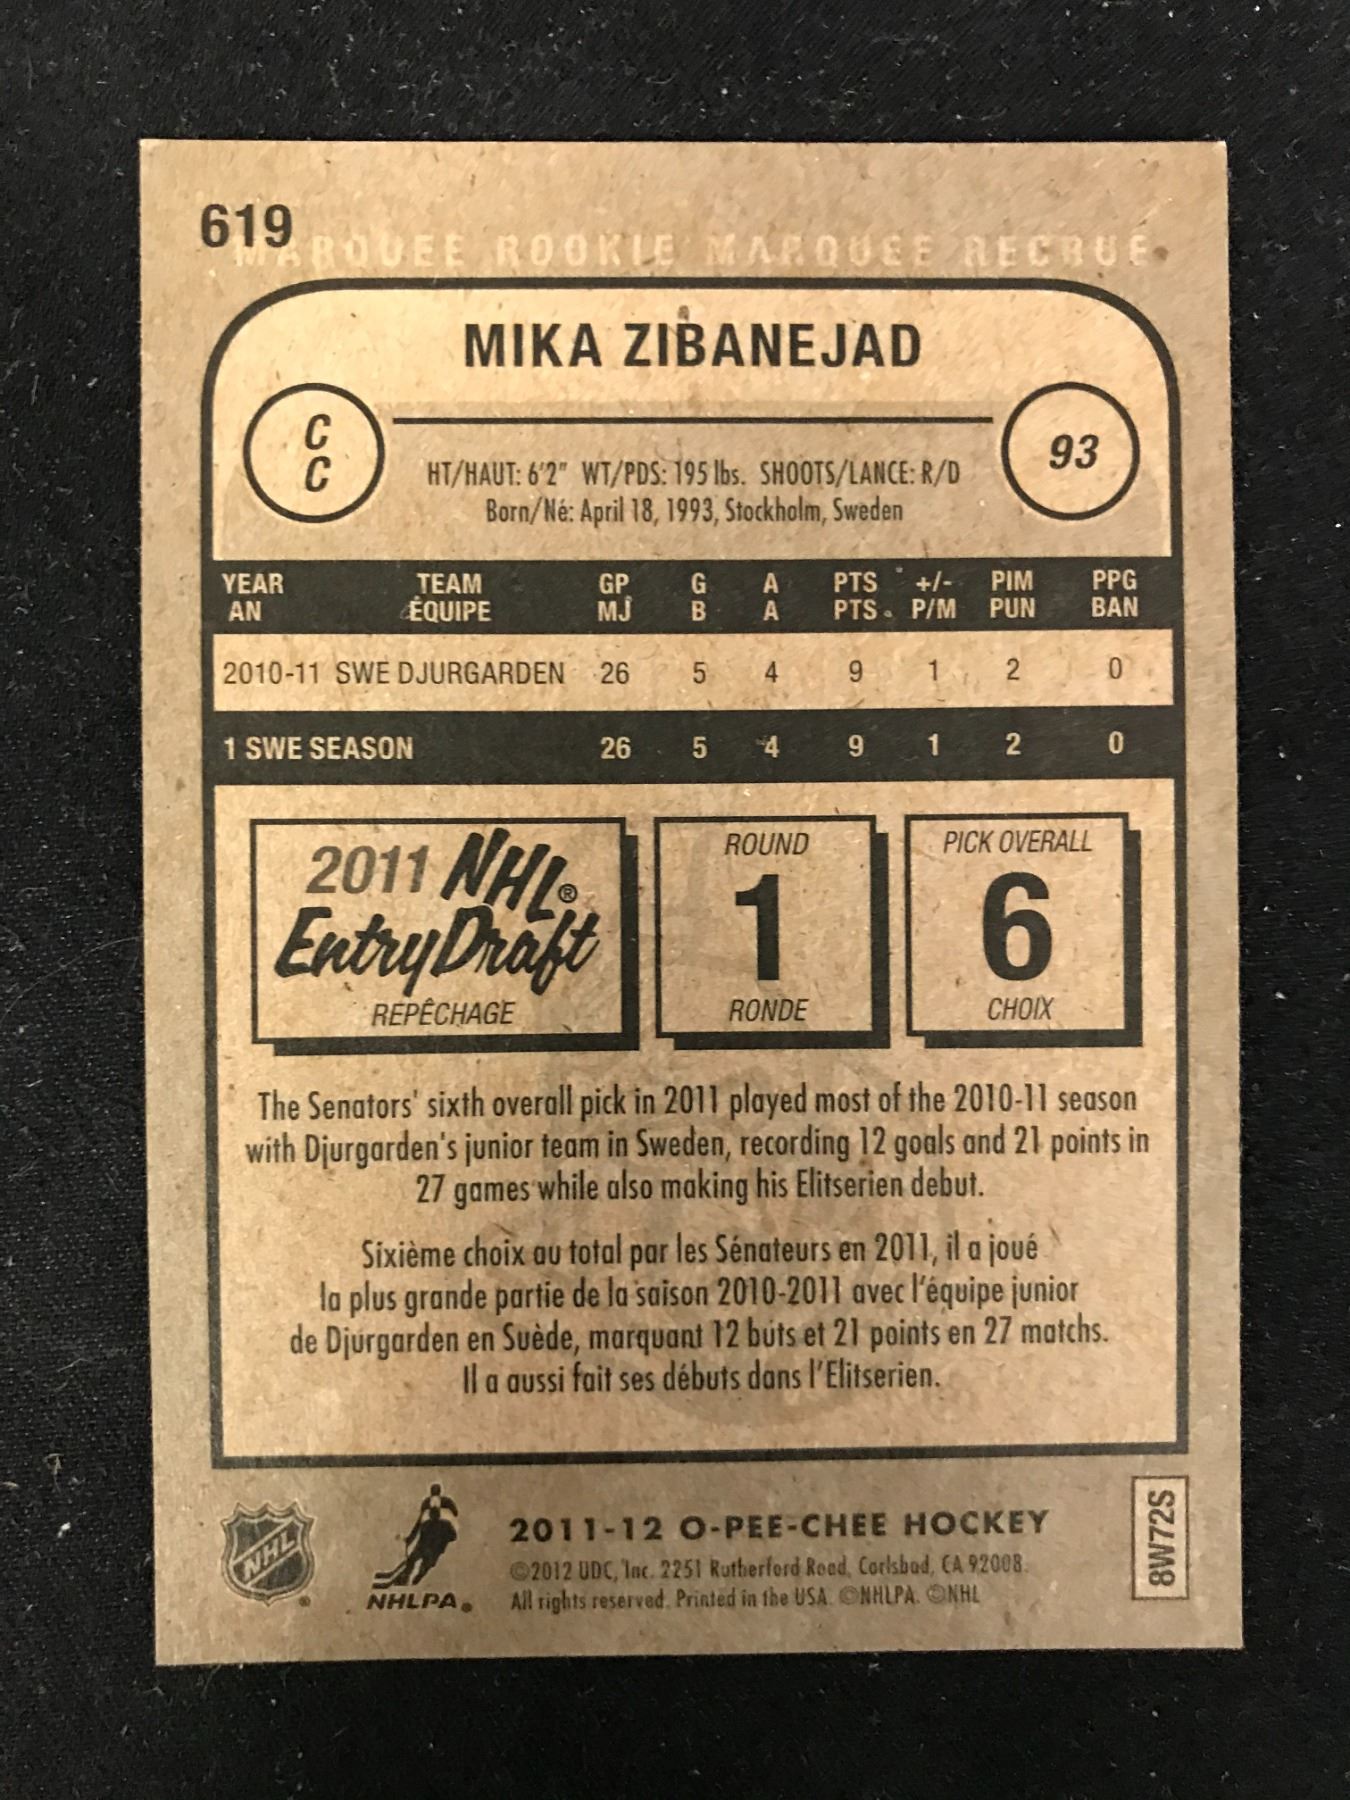 619
MARQUEE ROOKIE MARQUEE RECRUE
MIKA ZIBANEJAD
C
C
93
HT/HAUT: 6'2" WT/PDS: 195 lbs. SHOOTS/LANCE: R/D
Born/Né: April 18, 1993, Stockholm, Sweden
YEAR TEAM GP G A PTS +/- PIM PPG
AN ÉQUIPE MJ B A PTS P/M PUN BAN
2010-11 SWE DJURGARDEN 26 5 4 9 1 2 0
1 SWE SEASON 26 5 4 9 1 2 0
2011 NHL®
Entry Draft
REPÊCHAGE
ROUND
1
RONDE
PICK OVERALL
6
CHOIX
The Senators' sixth overall pick in 2011 played most of the 2010-11 season
with Djurgarden's junior team in Sweden, recording 12 goals and 21 points in
27 games while also making his Elitserien debut.
Sixième choix au total par les Sénateurs en 2011, il a joué
la plus grande partie de la saison 2010-2011 avec l'équipe junior
de Djurgarden en Suède, marquant 12 buts et 21 points en 27 matchs.
Il a aussi fait ses débuts dans l'Elitserien.
NHL®
NHLPA®
2011-12 O-PEE-CHEE HOCKEY
©2012 UDC, Inc. 2251 Rutherford Road, Carlsbad, CA 92008.
All rights reserved. Printed in the USA. ©NHLPA. ©NHL
8W72S